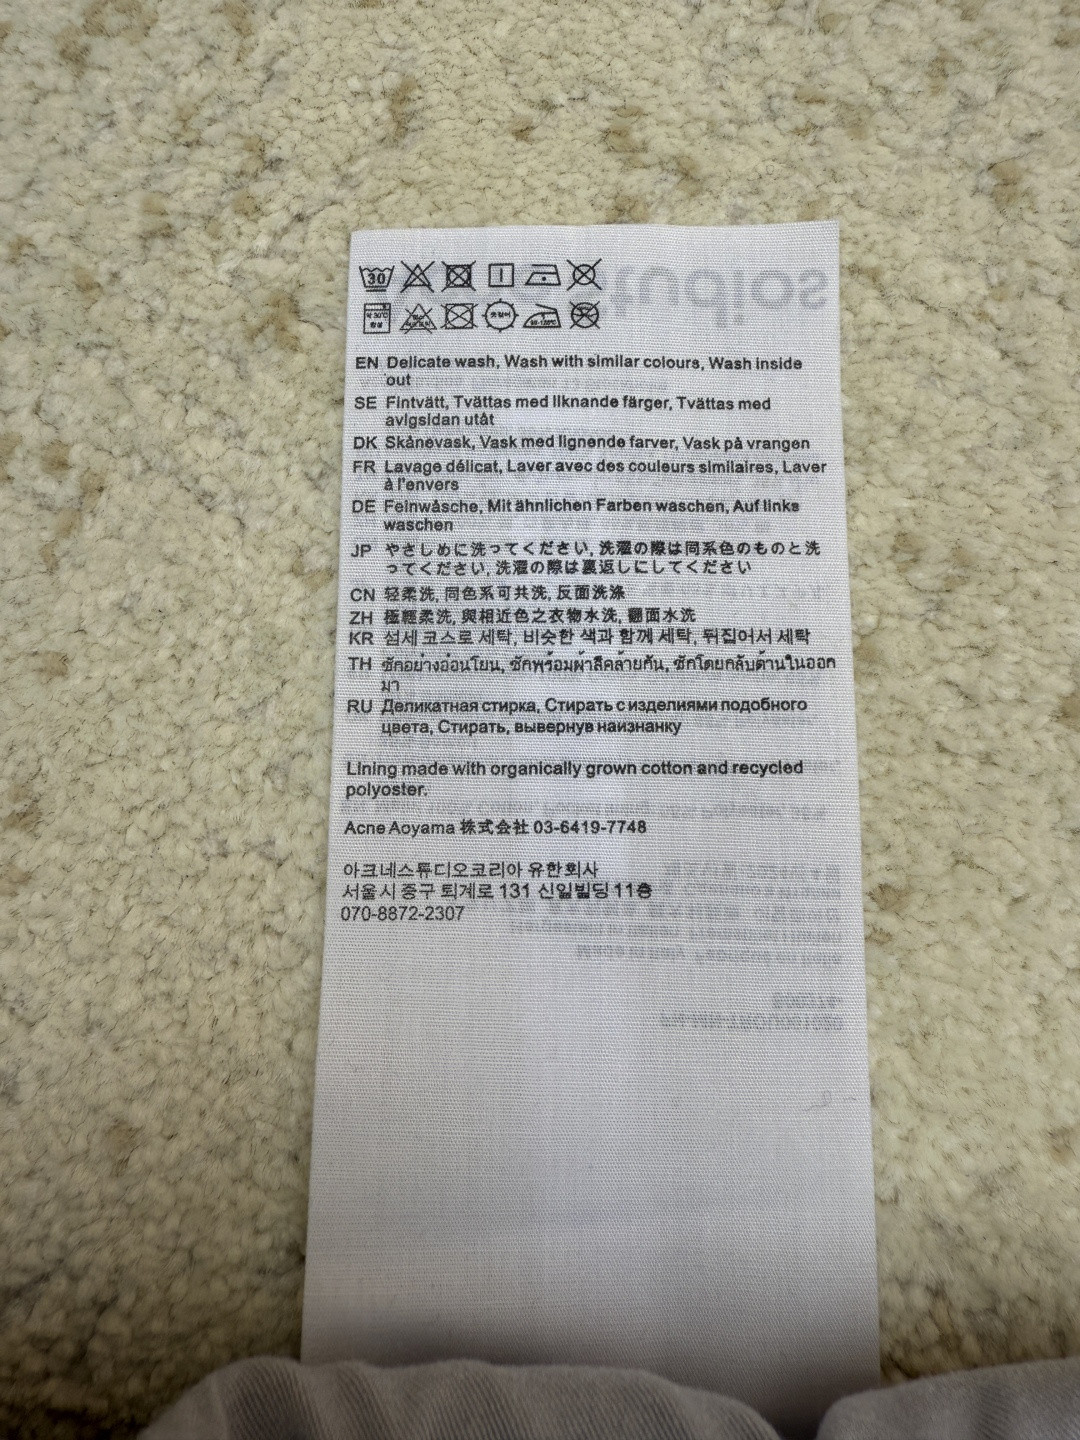 30
EN Delicate wash, Wash with similar colours, Wash inside
out
SE Fintvätt, Tvättas med liknande färger, Tvättas med
avigsidan utåt
DK Skånevask, Vask med lignende farver, Vask på vrangen
FR Lavage délicat, Laver avec des couleurs similaires, Laver
à l'envers
DE Feinwäsche, Mit ähnlichen Farben waschen, Auf links
waschen
JP やさしめに洗ってください, 洗濯の際は同系色のものと洗
ってください, 洗濯の際は裏返しにしてください
CN 轻柔洗, 同色系可共洗, 反面洗涤
ZH 極輕柔洗, 與相近色之衣物水洗, 翻面水洗
KR 섬세 코스로 세탁, 비슷한 색과 함께 세탁, 뒤집어서 세탁
TH ซักอย่างอ่อนโยน, ซักพร้อมผ้าสีคล้ายกัน, ซักโดยกลับด้านในออก
มา
RU Деликатная стирка, Стирать с изделиями подобного
цвета, Стирать, вывернув наизнанку
Lining made with organically grown cotton and recycled
polyester.
Acne Aoyama 株式会社 03-6419-7748
아크네스튜디오코리아 유한회사
서울시 중구 퇴계로 131 신일빌딩 11층
070-8872-2307